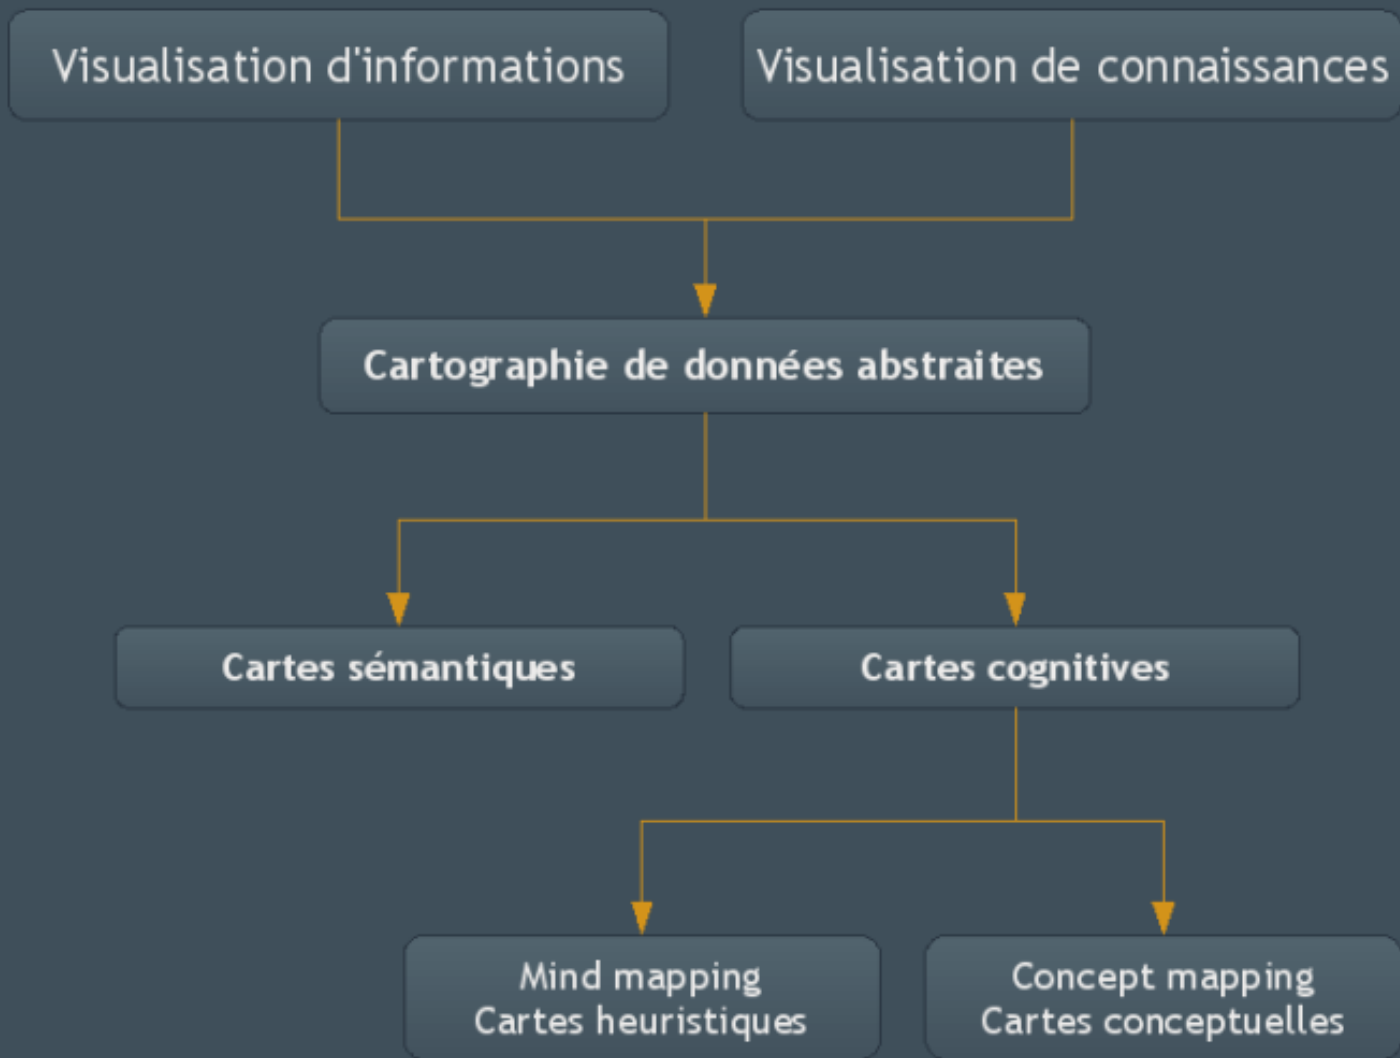 Visualisation d'informations
Visualisation de connaissances
Cartographie de données abstraites
Cartes sémantiques
Cartes cognitives
Mind mapping
Cartes heuristiques
Concept mapping
Cartes conceptuelles